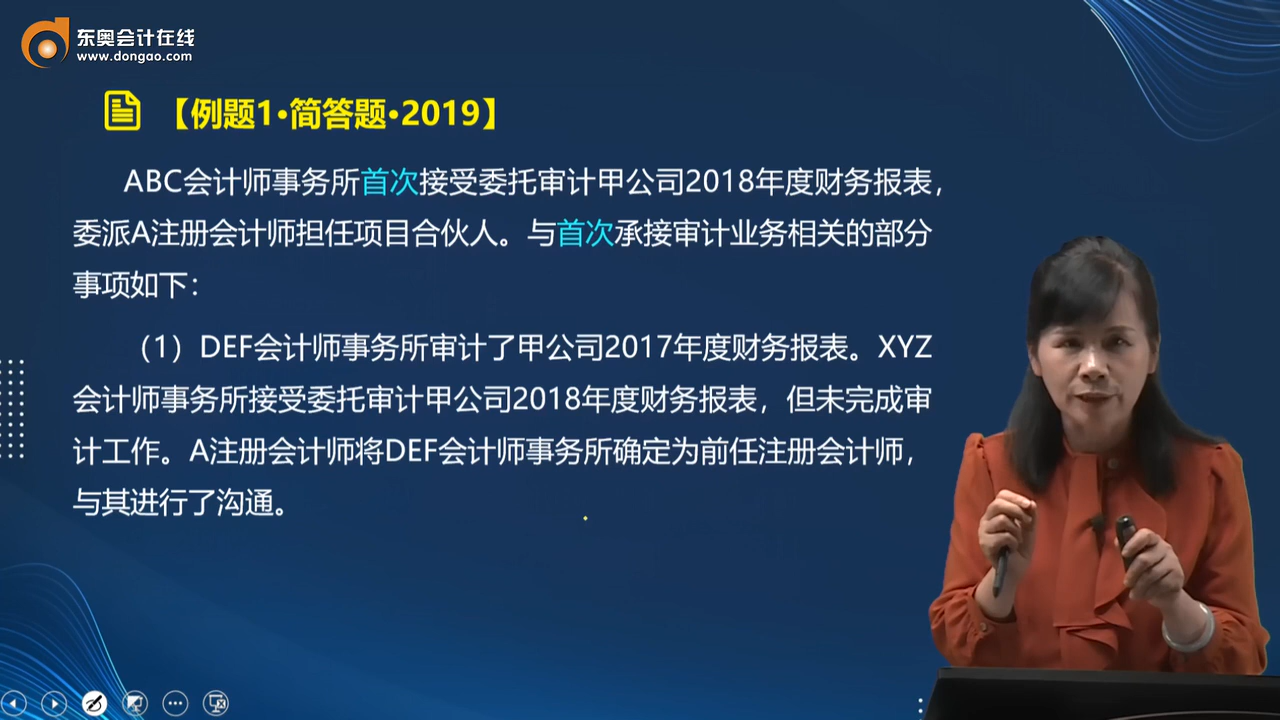 东奥会计在线
www.dongao.com
【例题1•简答题•2019】
ABC会计师事务所首次接受委托审计甲公司2018年度财务报表，
委派A注册会计师担任项目合伙人。与首次承接审计业务相关的部分
事项如下：
（1）DEF会计师事务所审计了甲公司2017年度财务报表。XYZ
会计师事务所接受委托审计甲公司2018年度财务报表，但未完成审
计工作。A注册会计师将DEF会计师事务所确定为前任注册会计师，
与其进行了沟通。